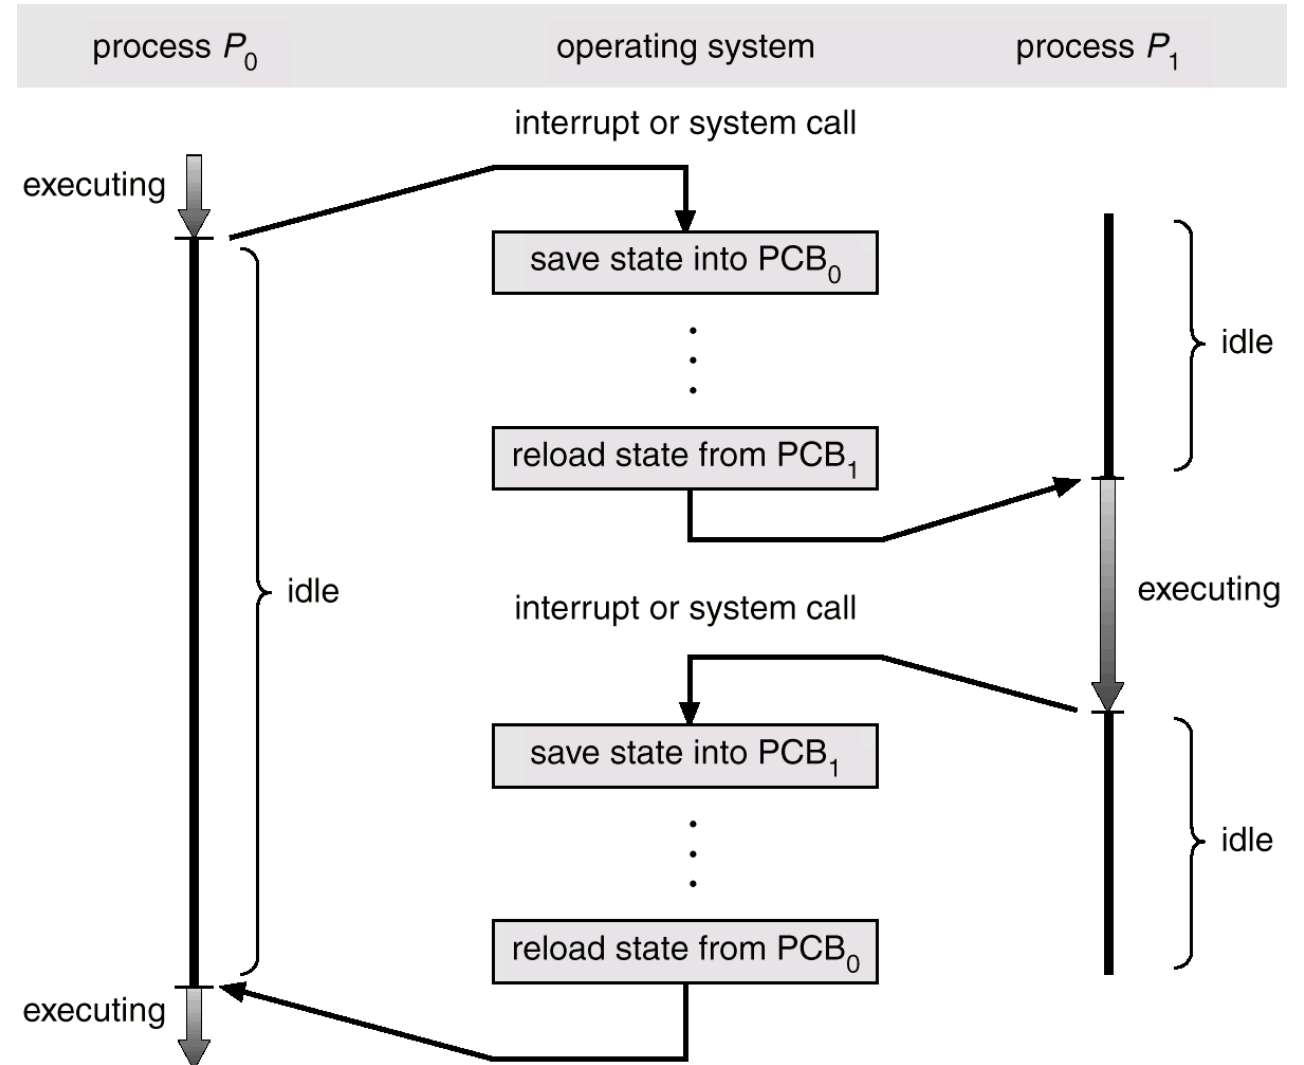 process P0 operating system process P1
interrupt or system call
executing
save state into PCB0
idle
reload state from PCB1
idle
executing
interrupt or system call
save state into PCB1
idle
reload state from PCB0
executing